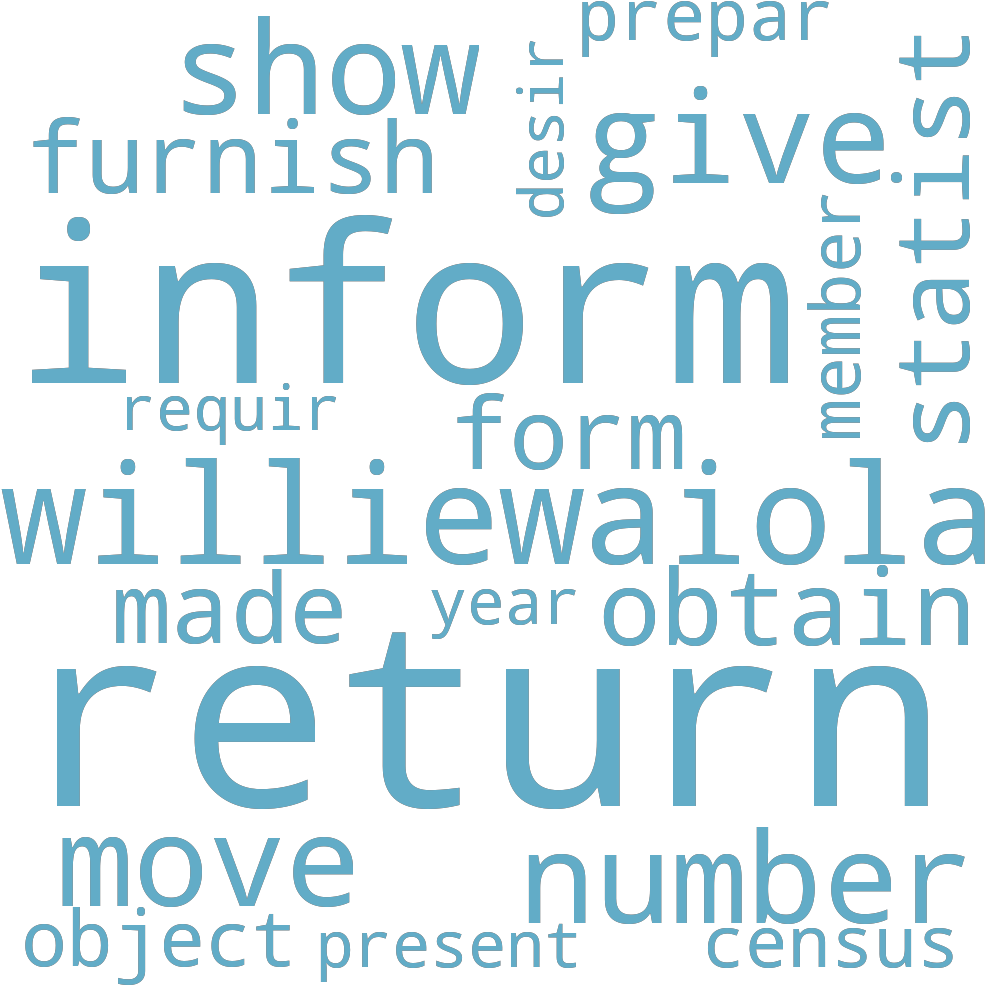 prepar
show
desir
give
statist
furnish
member
inform
requir
form
williewaiola
made
year
obtain
return
move
number
object
present
census